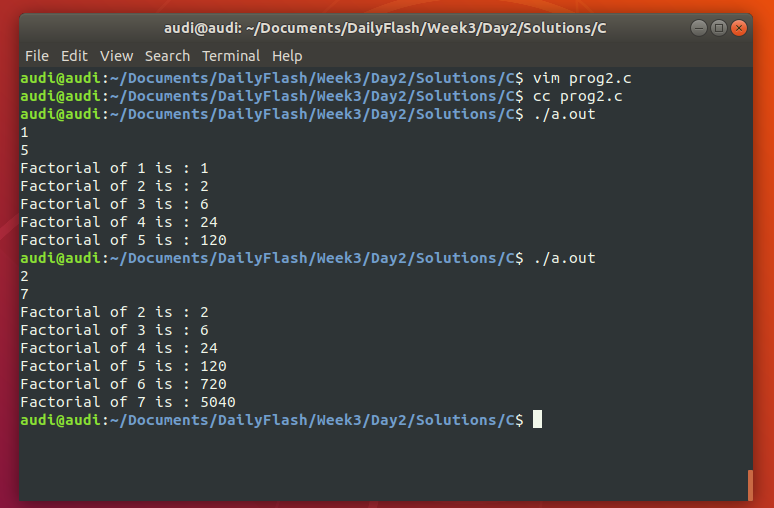 audi@audi: ~/Documents/DailyFlash/Week3/Day2/Solutions/C
File Edit View Search Terminal Help
audi@audi:~/Documents/DailyFlash/Week3/Day2/Solutions/C$ vim prog2.c
audi@audi:~/Documents/DailyFlash/Week3/Day2/Solutions/C$ cc prog2.c
audi@audi:~/Documents/DailyFlash/Week3/Day2/Solutions/C$ ./a.out
1
5
Factorial of 1 is : 1
Factorial of 2 is : 2
Factorial of 3 is : 6
Factorial of 4 is : 24
Factorial of 5 is : 120
audi@audi:~/Documents/DailyFlash/Week3/Day2/Solutions/C$ ./a.out
2
7
Factorial of 2 is : 2
Factorial of 3 is : 6
Factorial of 4 is : 24
Factorial of 5 is : 120
Factorial of 6 is : 720
Factorial of 7 is : 5040
audi@audi:~/Documents/DailyFlash/Week3/Day2/Solutions/C$